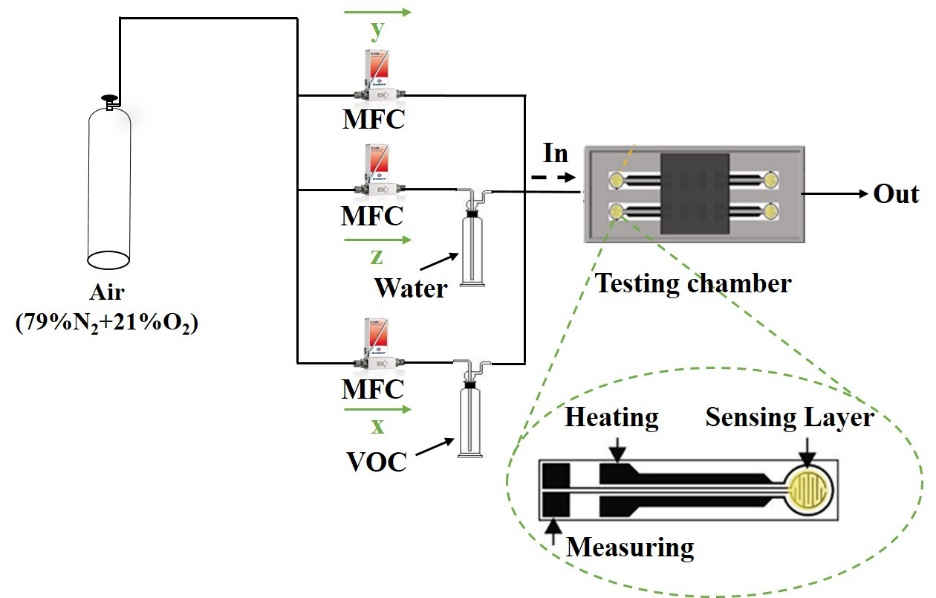 y
MFC
MFC
z
Water
In
Out
Testing chamber
Air
(79%N₂+21%O₂)
MFC
x
VOC
Heating
Sensing Layer
Measuring